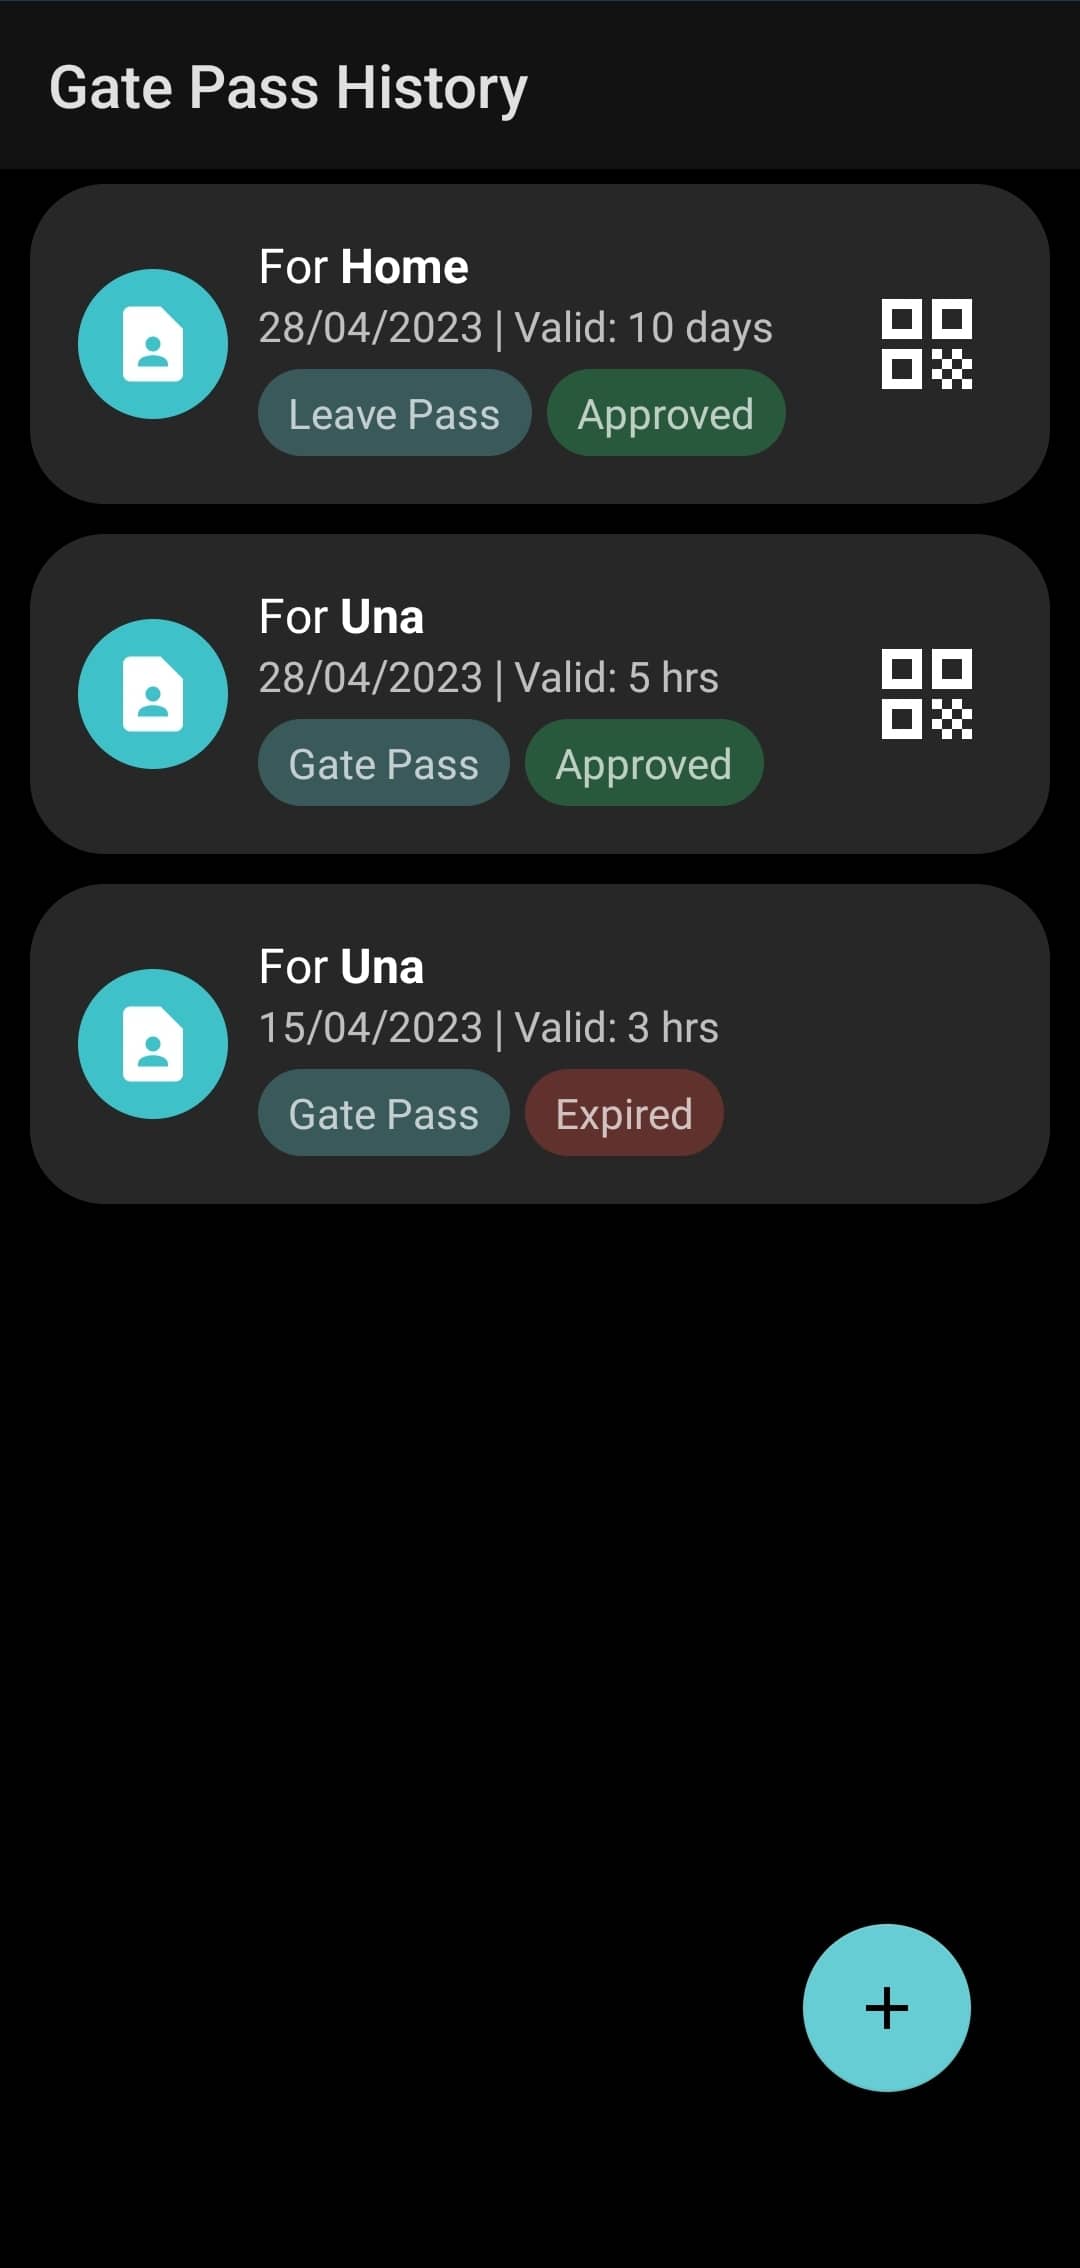 Gate Pass History
For Home
28/04/2023 | Valid: 10 days
Leave Pass Approved
For Una
28/04/2023 | Valid: 5 hrs
Gate Pass Approved
For Una
15/04/2023 | Valid: 3 hrs
Gate Pass Expired